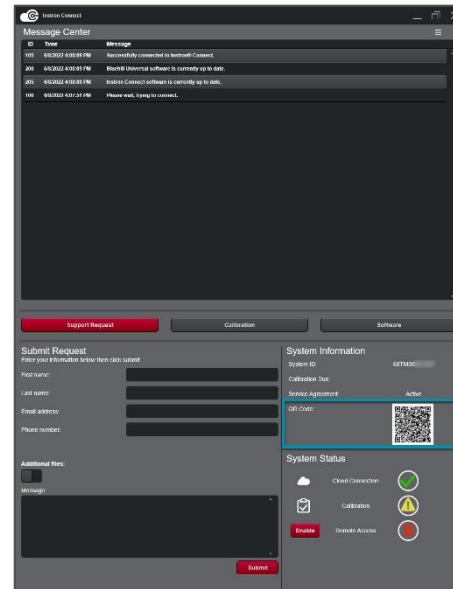 Instron Connect
Message Center
ID Time Message
105 6/8/2022 4:08:09 PM Successfully connected to Instron® Connect.
208 6/8/2022 4:08:09 PM Bluehill Universal software is currently up to date.
205 6/8/2022 4:08:09 PM Instron Connect software is currently up to date.
100 6/8/2022 4:07:51 PM Please wait, trying to connect.
Support Request Calibration Software
Submit Request
Enter your information below then click submit
First name:
Last name:
Email address:
Phone number:
Additional files:
Message:
Submit
System Information
System ID:
Calibration Due:
Service Agreement: Active
QR Code:
System Status
Cloud Connection
Calibration
Enable Remote Access